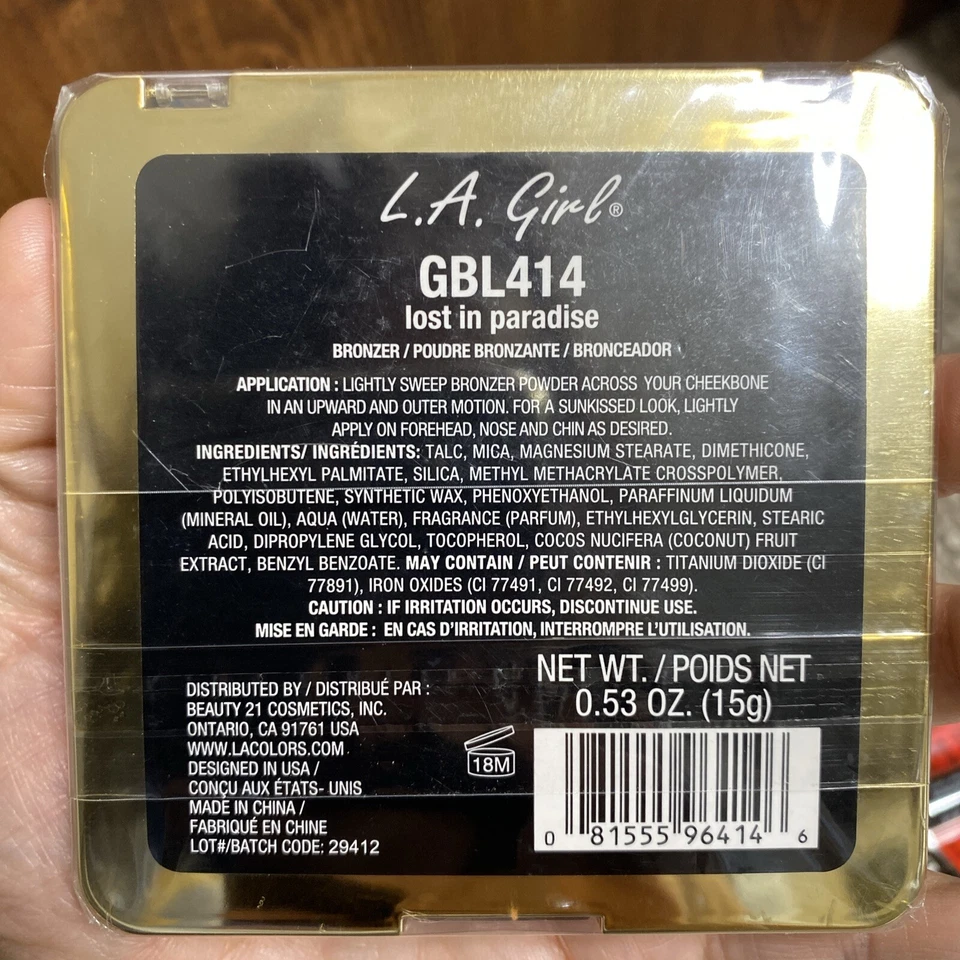 L.A. Girl®
GBL414
lost in paradise
BRONZER / POUDRE BRONZANTE / BRONCEADOR
APPLICATION : LIGHTLY SWEEP BRONZER POWDER ACROSS YOUR CHEEKBONE
IN AN UPWARD AND OUTER MOTION. FOR A SUNKISSED LOOK, LIGHTLY
APPLY ON FOREHEAD, NOSE AND CHIN AS DESIRED.
INGREDIENTS/ INGRÉDIENTS: TALC, MICA, MAGNESIUM STEARATE, DIMETHICONE,
ETHYLHEXYL PALMITATE, SILICA, METHYL METHACRYLATE CROSSPOLYMER,
POLYISOBUTENE, SYNTHETIC WAX, PHENOXYETHANOL, PARAFFINUM LIQUIDUM
(MINERAL OIL), AQUA (WATER), FRAGRANCE (PARFUM), ETHYLHEXYLGLYCERIN, STEARIC
ACID, DIPROPYLENE GLYCOL, TOCOPHEROL, COCOS NUCIFERA (COCONUT) FRUIT
EXTRACT, BENZYL BENZOATE. MAY CONTAIN / PEUT CONTENIR : TITANIUM DIOXIDE (CI
77891), IRON OXIDES (CI 77491, CI 77492, CI 77499).
CAUTION : IF IRRITATION OCCURS, DISCONTINUE USE.
MISE EN GARDE : EN CAS D'IRRITATION, INTERROMPRE L'UTILISATION.
NET WT. / POIDS NET
0.53 OZ. (15g)
DISTRIBUTED BY / DISTRIBUÉ PAR :
BEAUTY 21 COSMETICS, INC.
ONTARIO, CA 91761 USA
WWW.LACOLORS.COM
DESIGNED IN USA /
CONÇU AUX ÉTATS- UNIS
MADE IN CHINA /
FABRIQUÉ EN CHINE
LOT#/BATCH CODE: 29412
18M
0 81555 96414 6